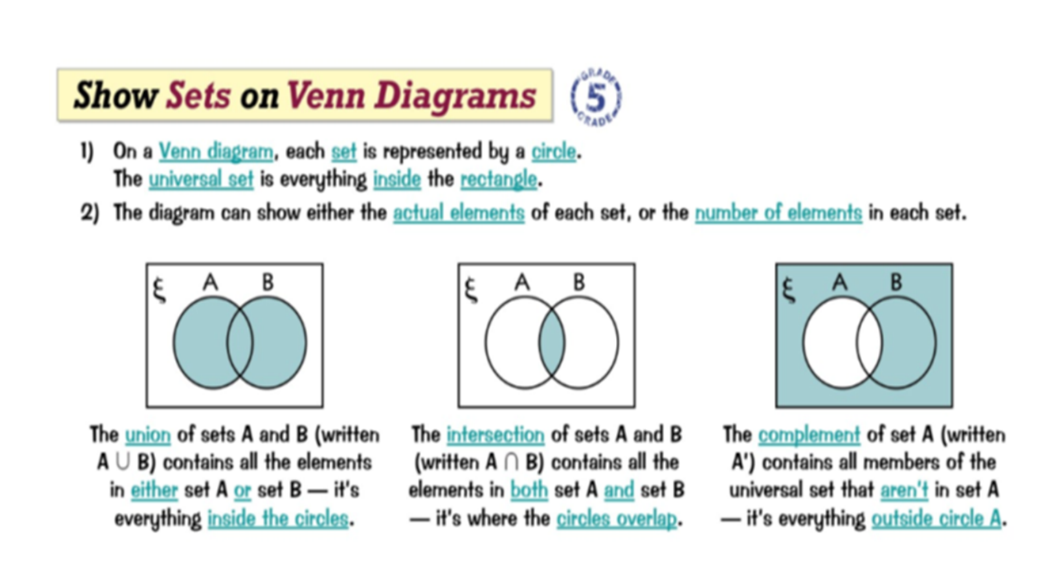 Show Sets on Venn Diagrams
GRADE
5
GRADE
1) On a Venn diagram, each set is represented by a circle.
The universal set is everything inside the rectangle.
2) The diagram can show either the actual elements of each set, or the number of elements in each set.
ξ A B
ξ A B
ξ A B
The union of sets A and B (written
A ∪ B) contains all the elements
in either set A or set B — it's
everything inside the circles.
The intersection of sets A and B
(written A ∩ B) contains all the
elements in both set A and set B
— it's where the circles overlap.
The complement of set A (written
A') contains all members of the
universal set that aren't in set A
— it's everything outside circle A.